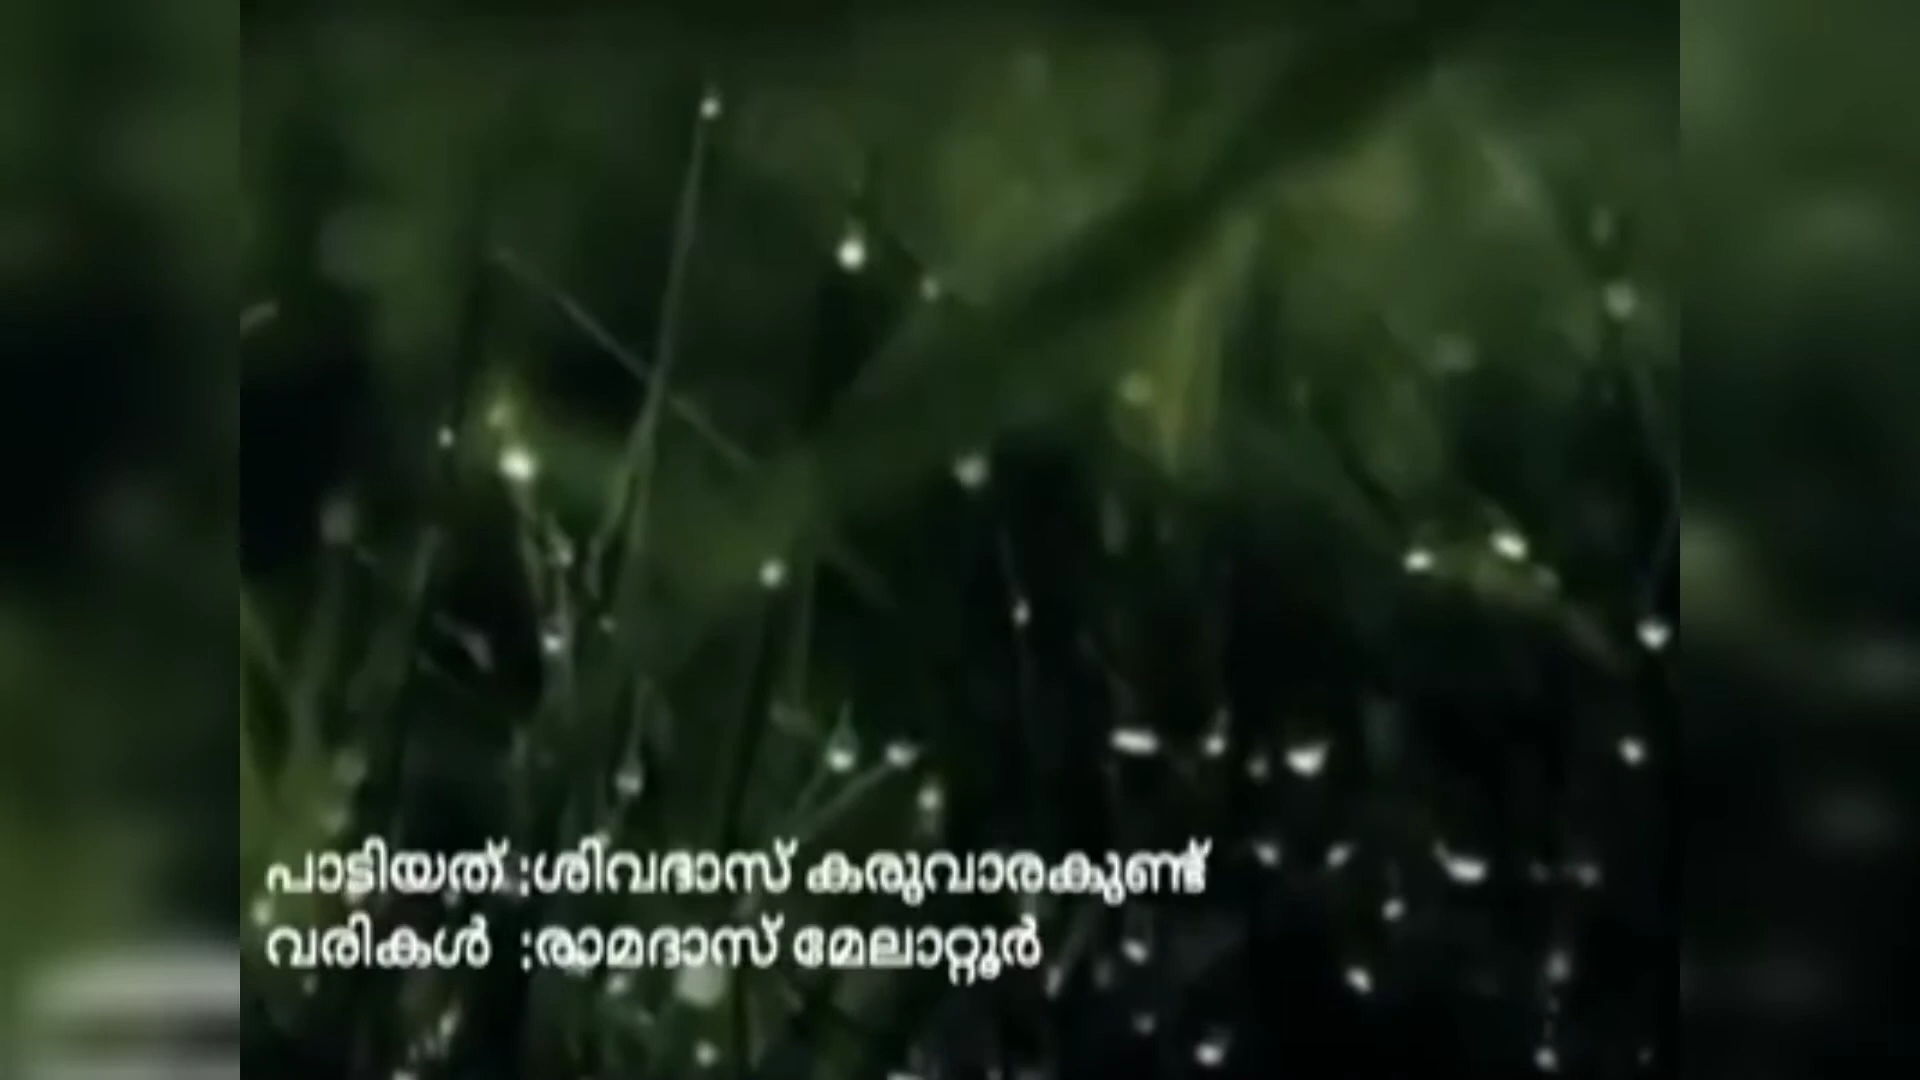 പാടിയത് :ശിവദാസ് കരുവാരകുണ്ട്
വരികൾ :രാമദാസ് മേലാറ്റൂർ